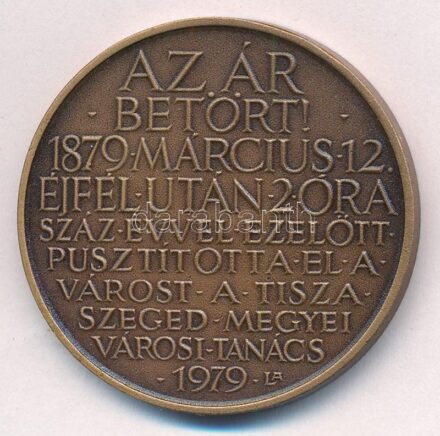 AZ ÁR
· BETÖRT! ·
1879·MÁRCIUS·12.
ÉJFÉL·UTÁN·2·ÓRA
SZÁZ·ÉVVEL·EZELŐTT·
PUSZTÍTOTTA·EL·A·
VÁROST·A·TISZA·
SZEGED·MEGYEI
VÁROSI·TANÁCS
·1979· LA
darabanth